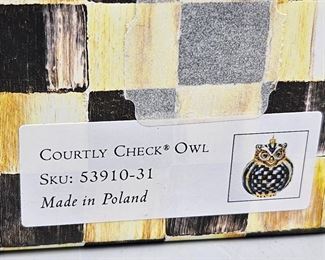 COURTLY CHECK® OWL
SKU: 53910-31
Made in Poland